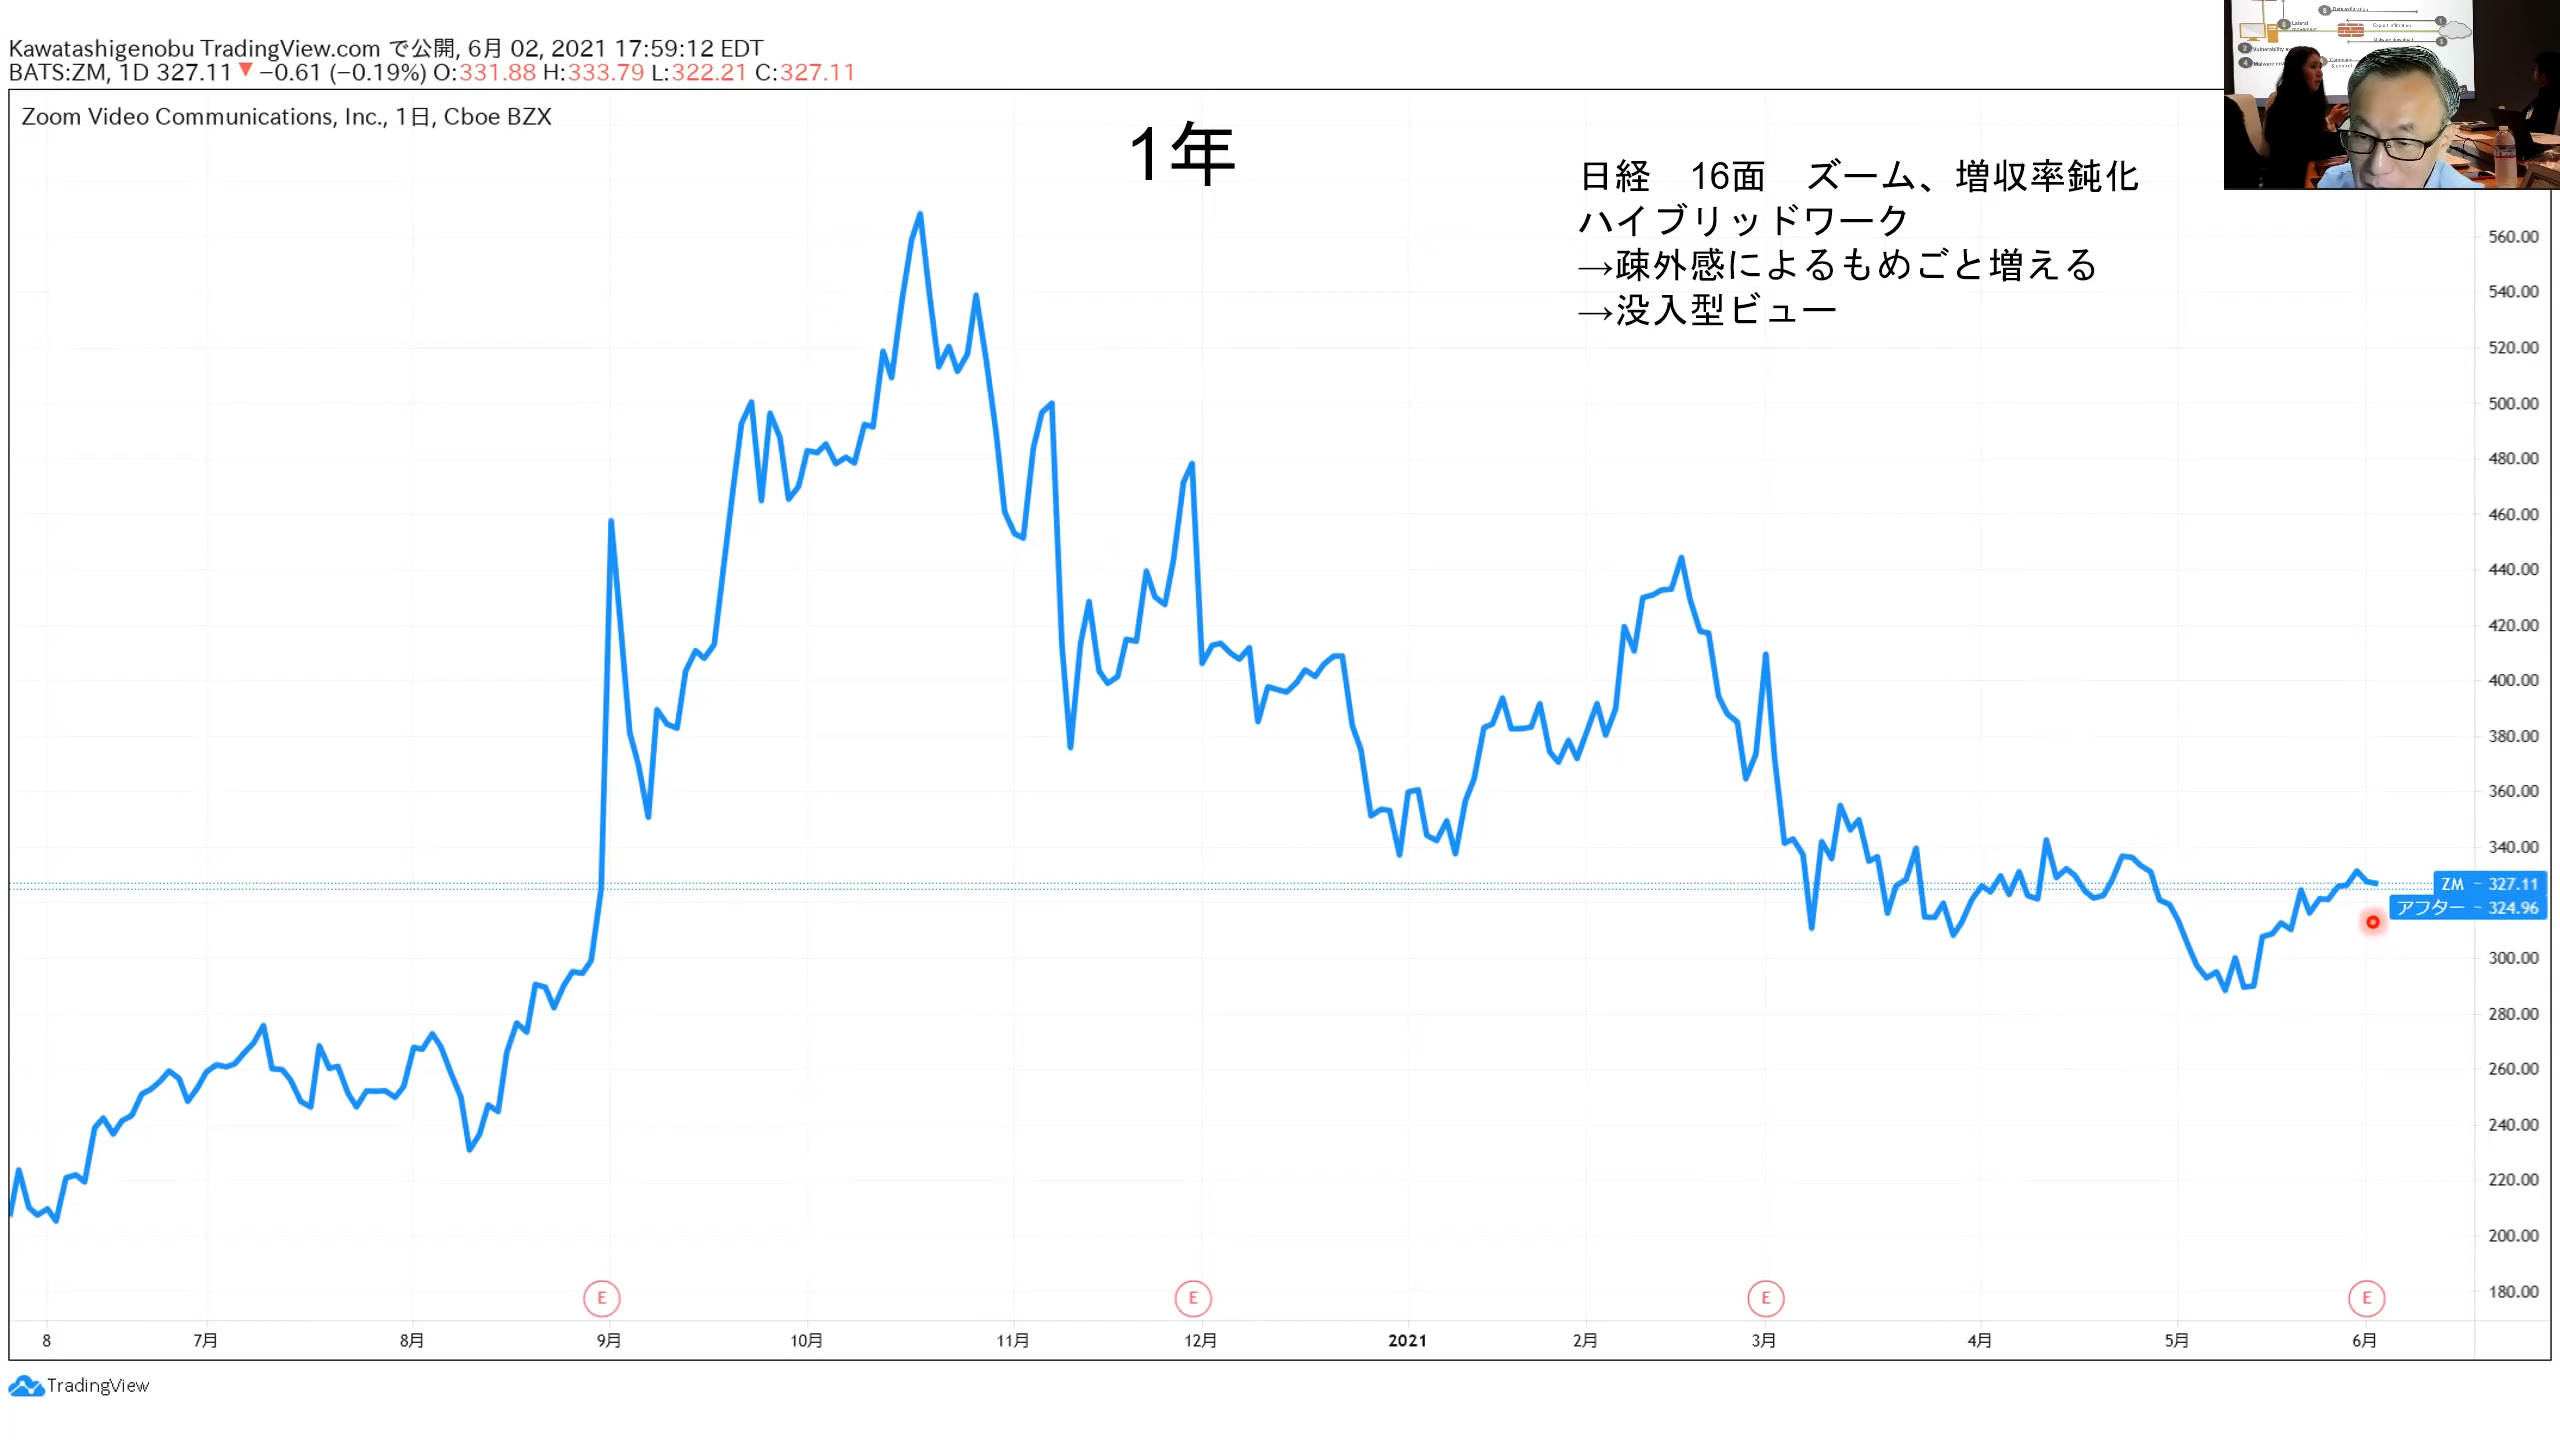 Kawatashigenobu TradingView.com で公開, 6月 02, 2021 17:59:12 EDT
BATS:ZM, 1D 327.11▼−0.61 (−0.19%) O:331.88 H:333.79 L:322.21 C:327.11
Zoom Video Communications, Inc., 1日, Cboe BZX
1年
日経　16面　ズーム、増収率鈍化
ハイブリッドワーク
→疎外感によるもめごと増える
→没入型ビュー
560.00
540.00
520.00
500.00
480.00
460.00
440.00
420.00
400.00
380.00
360.00
340.00
ZM − 327.11
アフター − 324.96
300.00
280.00
260.00
240.00
220.00
200.00
180.00
E E E E
8 7月 8月 9月 10月 11月 12月 2021 2月 3月 4月 5月 6月
TradingView